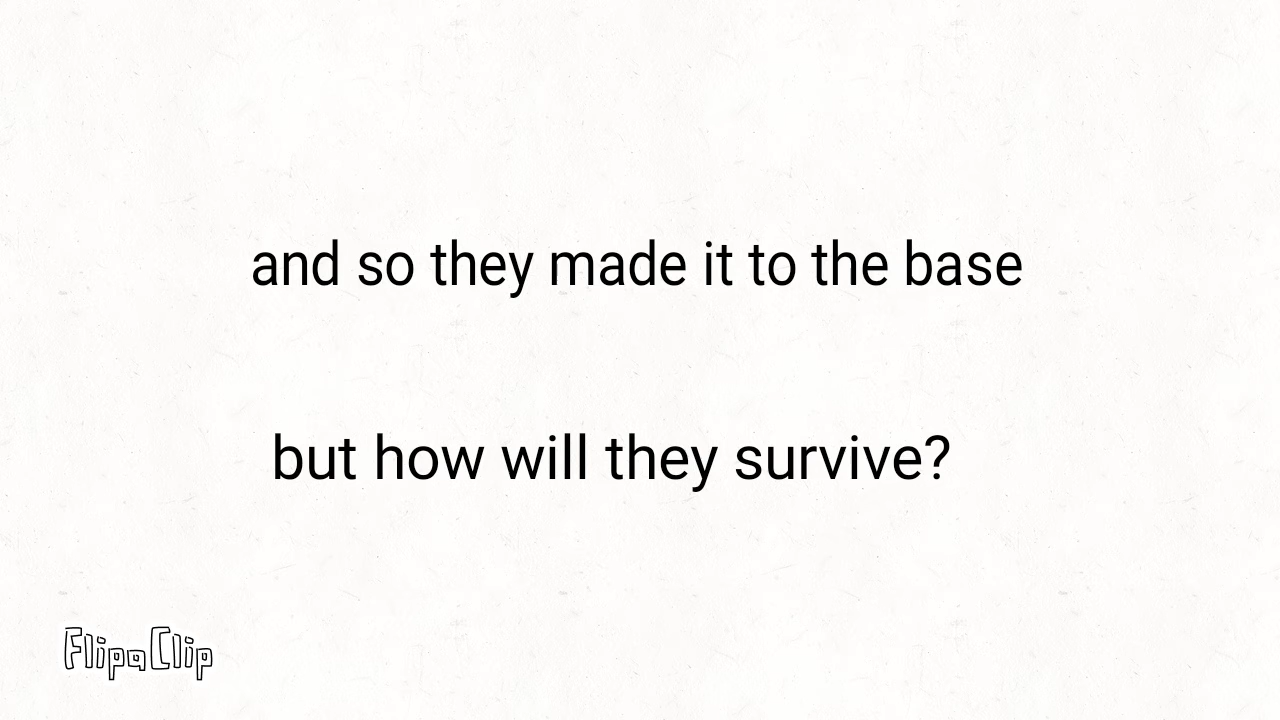 and so they made it to the base
but how will they survive?
FlipaClip